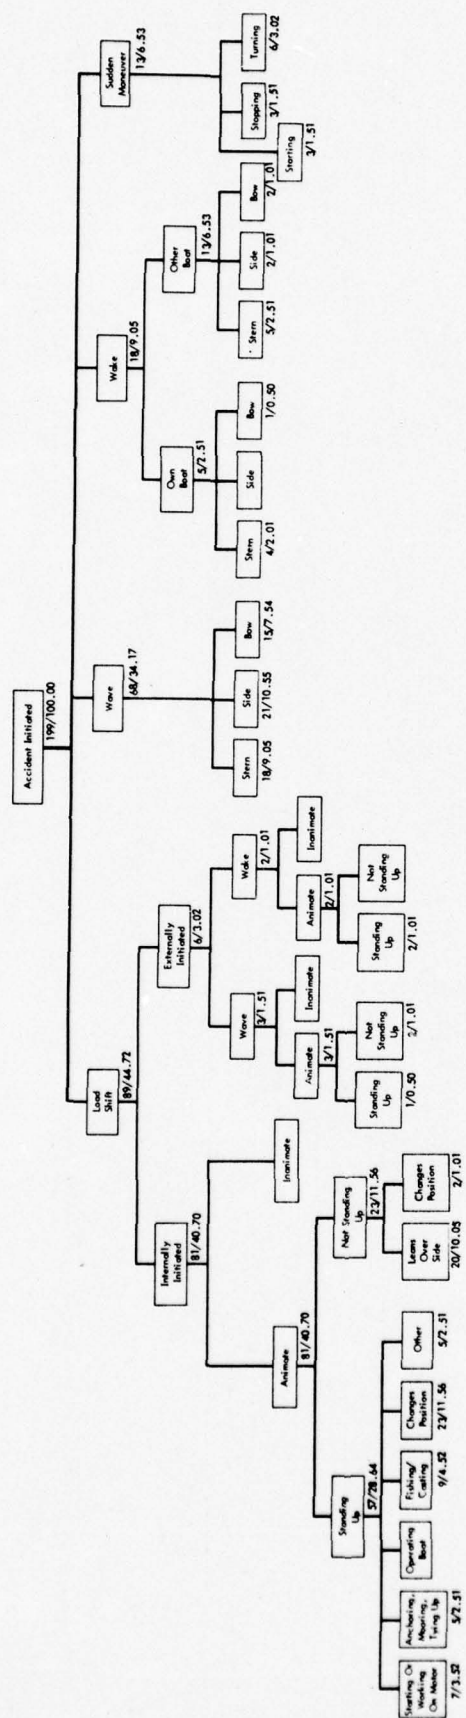 Accident Initiated
199/100.00
Load
Shift
89/44.72
Wave
68/34.17
Wake
18/9.05
Sudden
Maneuver
13/6.53
Internally
Initiated
81/40.70
Externally
Initiated
6/3.02
Stern
18/9.05
Side
21/10.55
Bow
15/7.54
Own
Boat
5/2.51
Other
Boat
13/6.53
Starting
3/1.51
Stopping
3/1.51
Turning
6/3.02
Animate
81/40.70
Inanimate
Wave
3/1.51
Wake
2/1.01
Stern
4/2.01
Side
Bow
1/0.50
Stern
5/2.51
Side
2/1.01
Bow
2/1.01
Animate
3/1.51
Inanimate
Animate
2/1.01
Inanimate
Standing
Up
57/28.64
Not Standing
Up
23/11.56
Standing
Up
1/0.50
Not
Standing
Up
2/1.01
Standing
Up
2/1.01
Not
Standing
Up
Starting Or
Working
On Motor
7/3.52
Anchoring,
Mooring,
Tying Up
5/2.51
Operating
Boat
Fishing/
Casting
9/4.52
Changes
Position
23/11.56
Other
5/2.51
Leans
Over
Side
20/10.05
Changes
Position
2/1.01